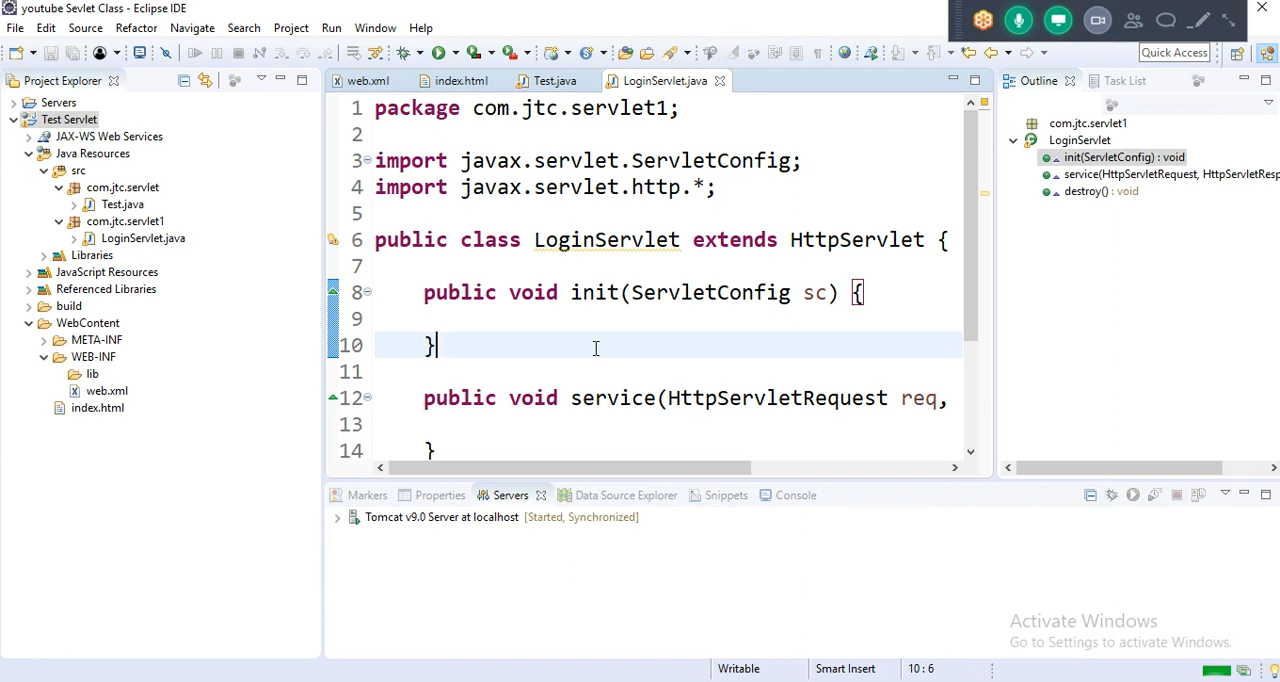 youtube Sevlet Class - Eclipse IDE
File Edit Source Refactor Navigate Search Project Run Window Help
Quick Access
Project Explorer
Servers
Test Servlet
JAX-WS Web Services
Java Resources
src
com.jtc.servlet
Test.java
com.jtc.servlet1
LoginServlet.java
Libraries
JavaScript Resources
Referenced Libraries
build
WebContent
META-INF
WEB-INF
lib
web.xml
index.html
web.xml index.html Test.java LoginServlet.java
1 package com.jtc.servlet1;
2
3 import javax.servlet.ServletConfig;
4 import javax.servlet.http.*;
5
6 public class LoginServlet extends HttpServlet {
7
8 public void init(ServletConfig sc) {
9
10 }
11
12 public void service(HttpServletRequest req,
13
14 }
Outline Task List
com.jtc.servlet1
LoginServlet
init(ServletConfig) : void
service(HttpServletRequest, HttpServletResp
destroy() : void
Markers Properties Servers Data Source Explorer Snippets Console
Tomcat v9.0 Server at localhost [Started, Synchronized]
Activate Windows
Go to Settings to activate Windows.
Writable Smart Insert 10 : 6